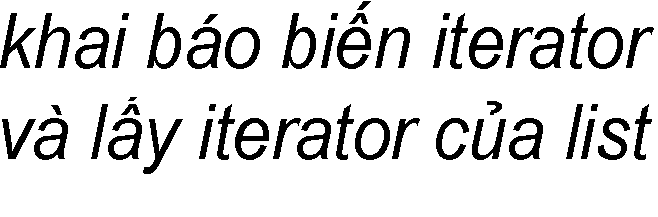 khai báo biến iterator
và lấy iterator của list